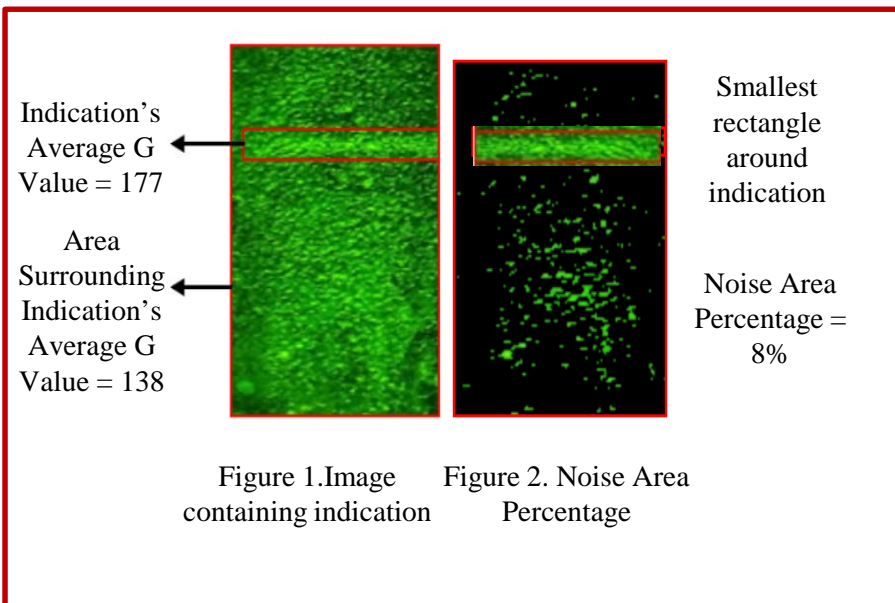 Indication’s
Average G
Value = 177
Area
Surrounding
Indication’s
Average G
Value = 138
Smallest
rectangle
around
indication
Noise Area
Percentage =
8%
Figure 1.Image
containing indication
Figure 2. Noise Area
Percentage